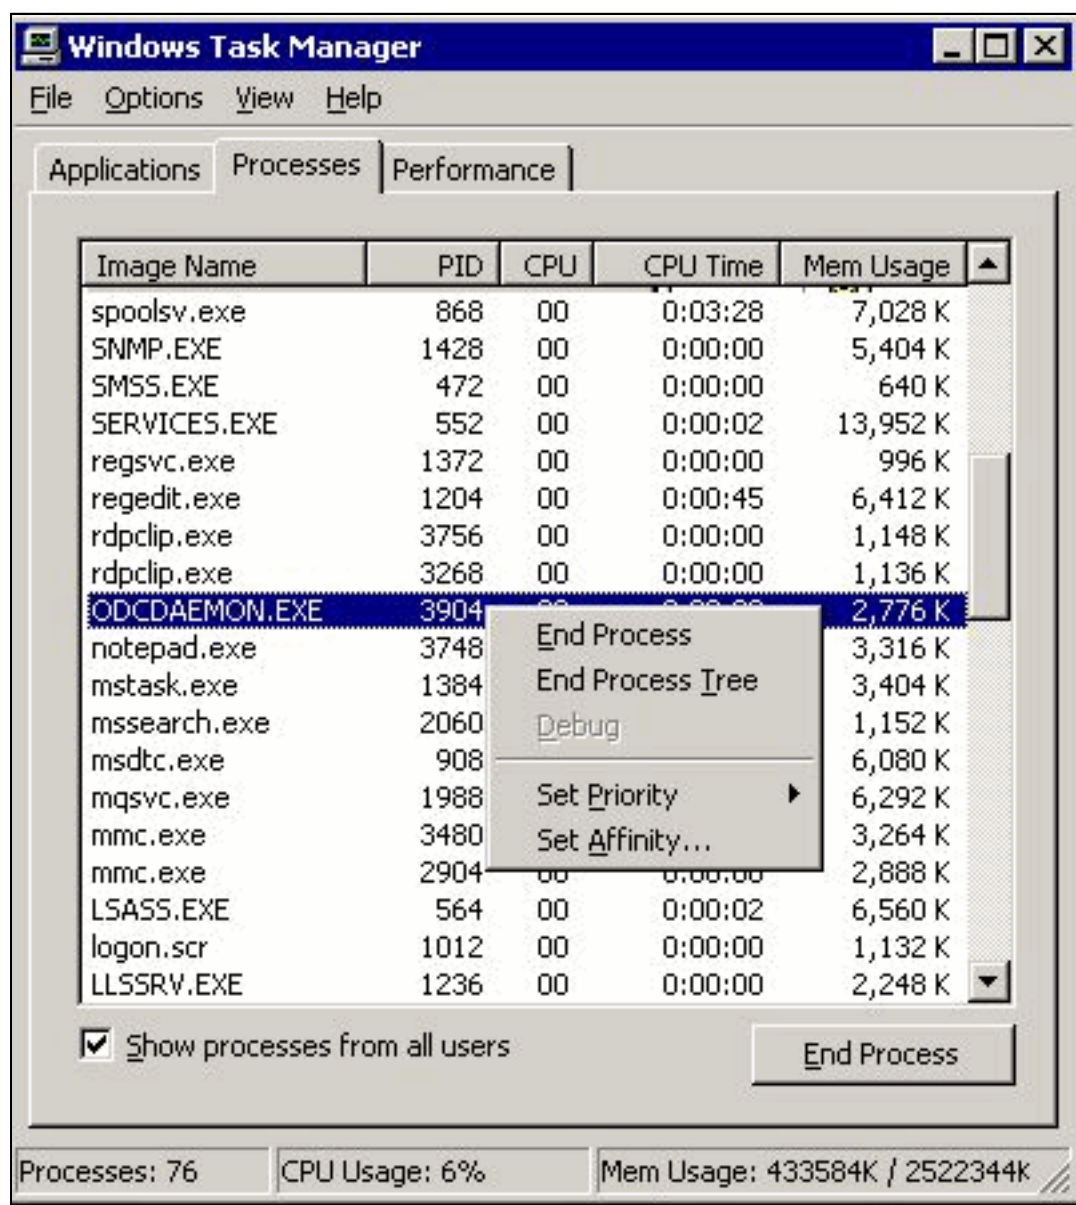 Windows Task Manager
File Options View Help
Applications Processes Performance
Image Name PID CPU CPU Time Mem Usage
spoolsv.exe 868 00 0:03:28 7,028 K
SNMP.EXE 1428 00 0:00:00 5,404 K
SMSS.EXE 472 00 0:00:00 640 K
SERVICES.EXE 552 00 0:00:02 13,952 K
regsvc.exe 1372 00 0:00:00 996 K
regedit.exe 1204 00 0:00:45 6,412 K
rdpclip.exe 3756 00 0:00:00 1,148 K
rdpclip.exe 3268 00 0:00:00 1,136 K
ODCDAEMON.EXE 3904 2,776 K
notepad.exe 3748 End Process 3,316 K
mstask.exe 1384 End Process Tree 3,404 K
mssearch.exe 2060 Debug 1,152 K
msdtc.exe 908 6,080 K
mqsvc.exe 1988 Set Priority 6,292 K
mmc.exe 3480 Set Affinity... 3,264 K
mmc.exe 2904 2,888 K
LSASS.EXE 564 00 0:00:02 6,560 K
logon.scr 1012 00 0:00:00 1,132 K
LLSSRV.EXE 1236 00 0:00:00 2,248 K
Show processes from all users
End Process
Processes: 76 CPU Usage: 6% Mem Usage: 433584K / 2522344K